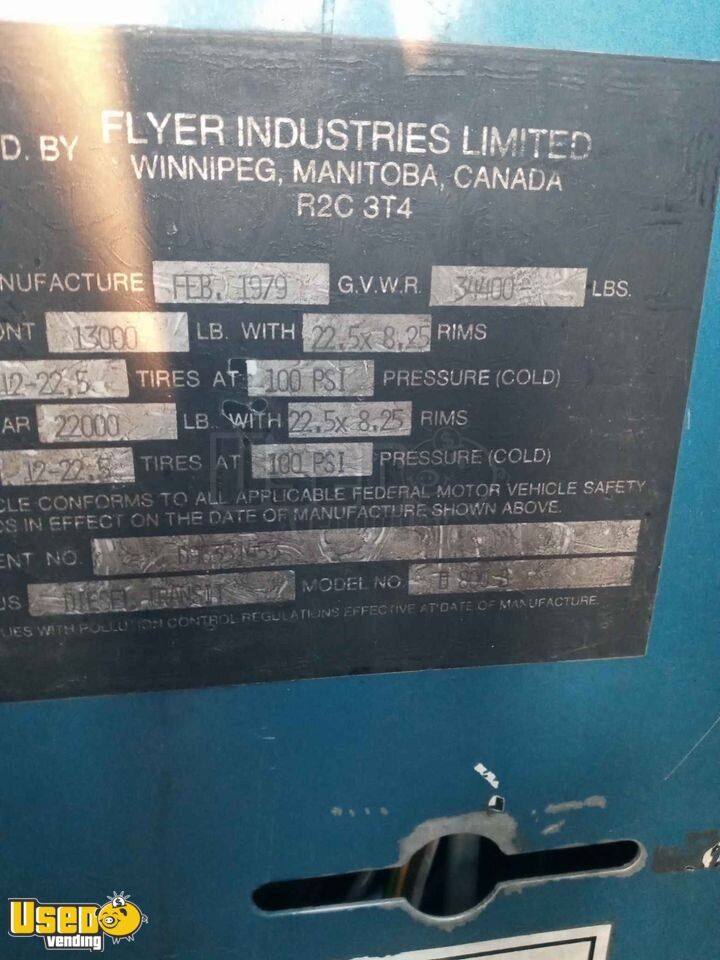 D. BY FLYER INDUSTRIES LIMITED
WINNIPEG, MANITOBA, CANADA
R2C 3T4
NUFACTURE FEB. 1979 G.V.W.R. 34400 LBS.
ONT 13000 LB. WITH 22.5x 8.25 RIMS
12-22.5 TIRES AT 100 PSI PRESSURE (COLD)
AR 22000 LB. WITH 22.5x 8.25 RIMS
12-22.5 TIRES AT 100 PSI PRESSURE (COLD)
CLE CONFORMS TO ALL APPLICABLE FEDERAL MOTOR VEHICLE SAFETY
DS IN EFFECT ON THE DATE OF MANUFACTURE SHOWN ABOVE.
ENT NO.
US DIESEL TRANSIT MODEL NO.
UES WITH POLLUTION CONTROL REGULATIONS EFFECTIVE AT DATE OF MANUFACTURE.
Used vending